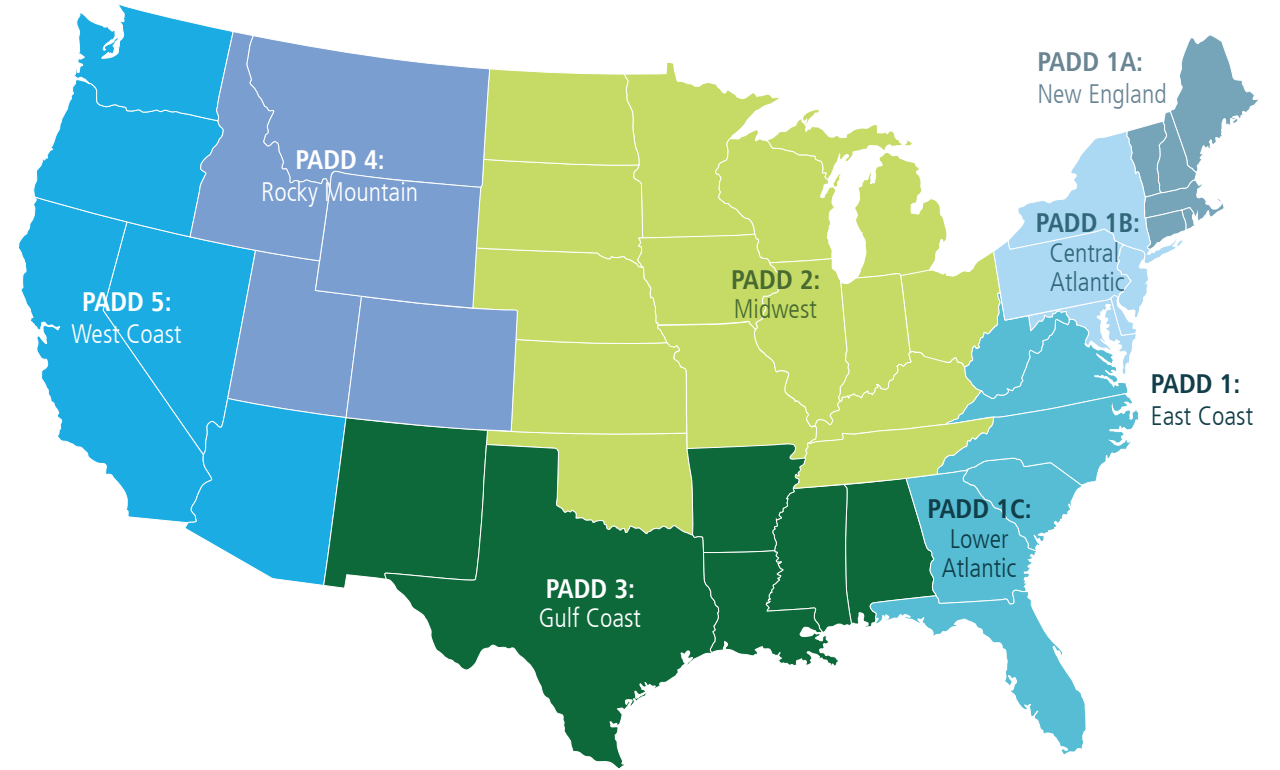 PADD 1A:
New England
PADD 4:
Rocky Mountain
PADD 1B:
Central
Atlantic
PADD 2:
Midwest
PADD 5:
West Coast
PADD 1:
East Coast
PADD 1C:
Lower
Atlantic
PADD 3:
Gulf Coast